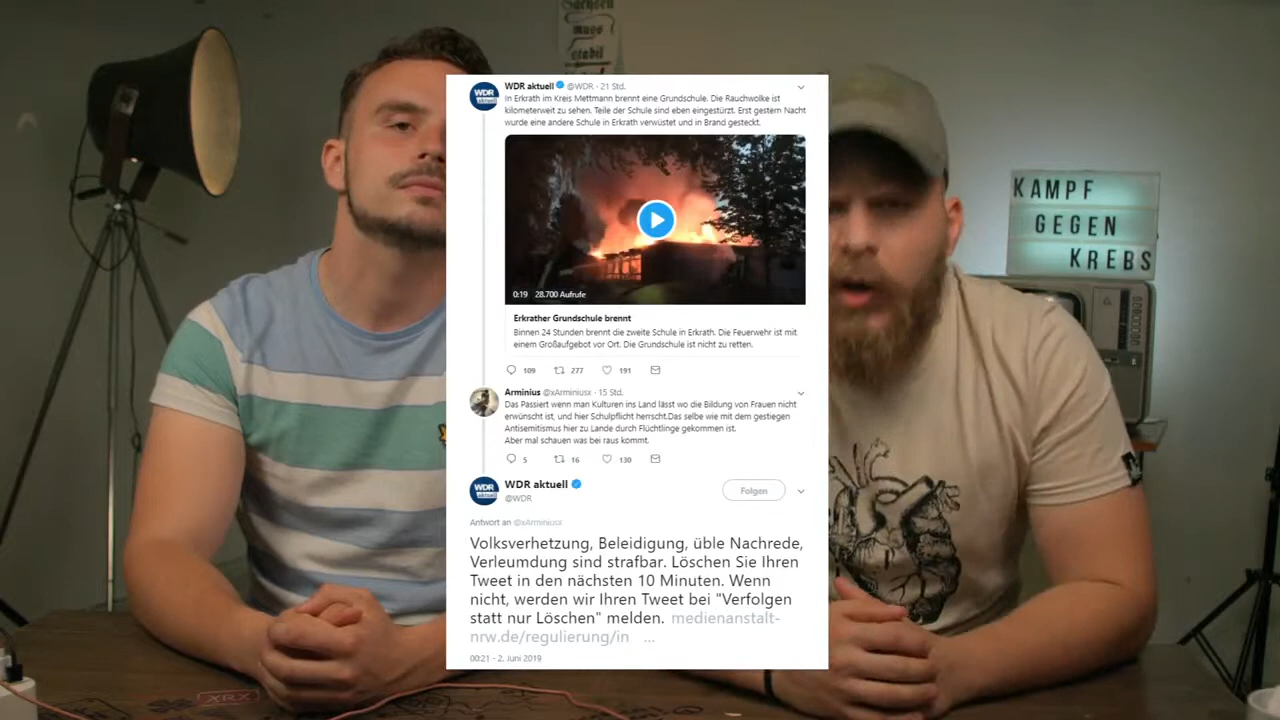 Sachsen
muss
stabil
WDR aktuell @WDR · 21 Std.
In Erkrath im Kreis Mettmann brennt eine Grundschule. Die Rauchwolke ist
kilometerweit zu sehen. Teile der Schule sind eben eingestürzt. Erst gestern Nacht
wurde eine andere Schule in Erkrath verwüstet und in Brand gesteckt.
WDR
aktuell
0:19 28.700 Aufrufe
Erkrather Grundschule brennt
Binnen 24 Stunden brennt die zweite Schule in Erkrath. Die Feuerwehr ist mit
einem Großaufgebot vor Ort. Die Grundschule ist nicht zu retten.
109 277 191
Arminius @xArminiusx · 15 Std.
Das Passiert wenn man Kulturen ins Land lässt wo die Bildung von Frauen nicht
erwünscht ist, und hier Schulpflicht herrscht.Das selbe wie mit dem gestiegen
Antisemitismus hier zu Lande durch Flüchtlinge gekommen ist.
Aber mal schauen was bei raus kommt.
5 16 130
WDR
aktuell
WDR aktuell
@WDR
Folgen
Antwort an @xArminiusx
Volksverhetzung, Beleidigung, üble Nachrede,
Verleumdung sind strafbar. Löschen Sie Ihren
Tweet in den nächsten 10 Minuten. Wenn
nicht, werden wir Ihren Tweet bei "Verfolgen
statt nur Löschen" melden. medienanstalt-
nrw.de/regulierung/in ...
00:21 - 2. Juni 2019
KAMPF
GEGEN
KREBS
XRX